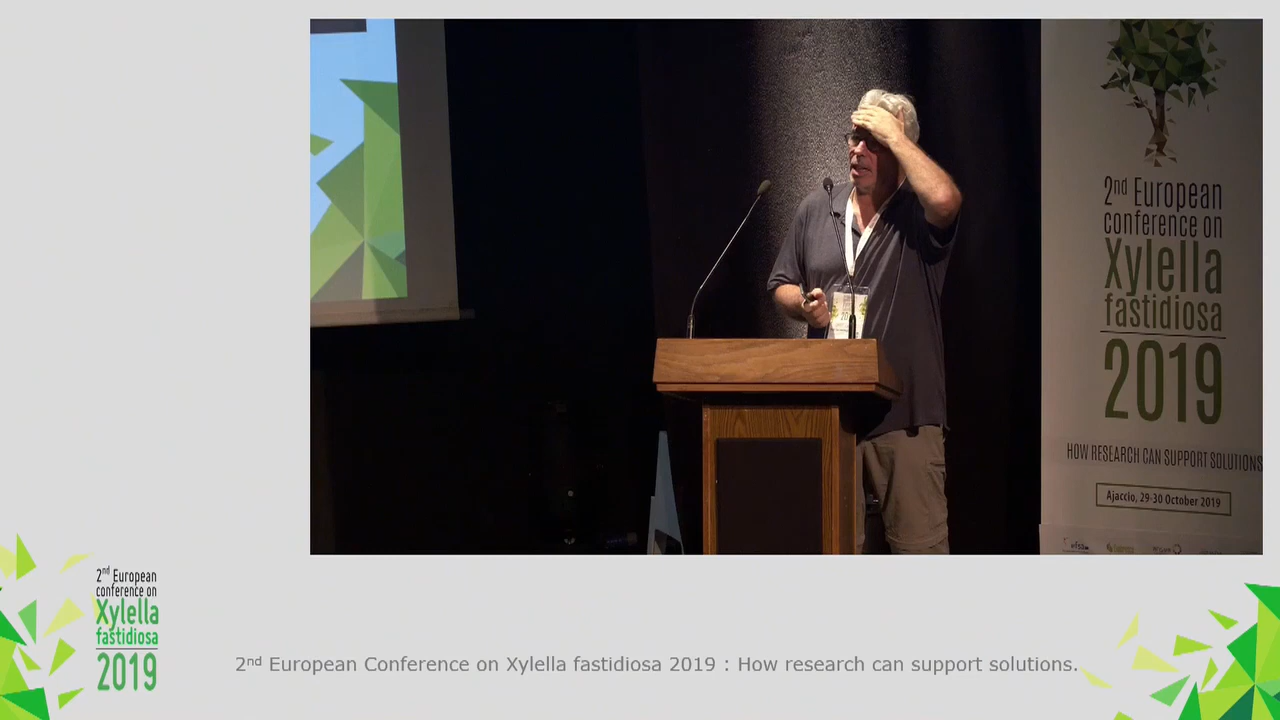 2nd European
conference on
Xylella
fastidiosa
2019
HOW RESEARCH CAN SUPPORT SOLUTIONS
Ajaccio, 29-30 October 2019
2nd European
conference on
Xylella
fastidiosa
2019
2nd European Conference on Xylella fastidiosa 2019 : How research can support solutions.